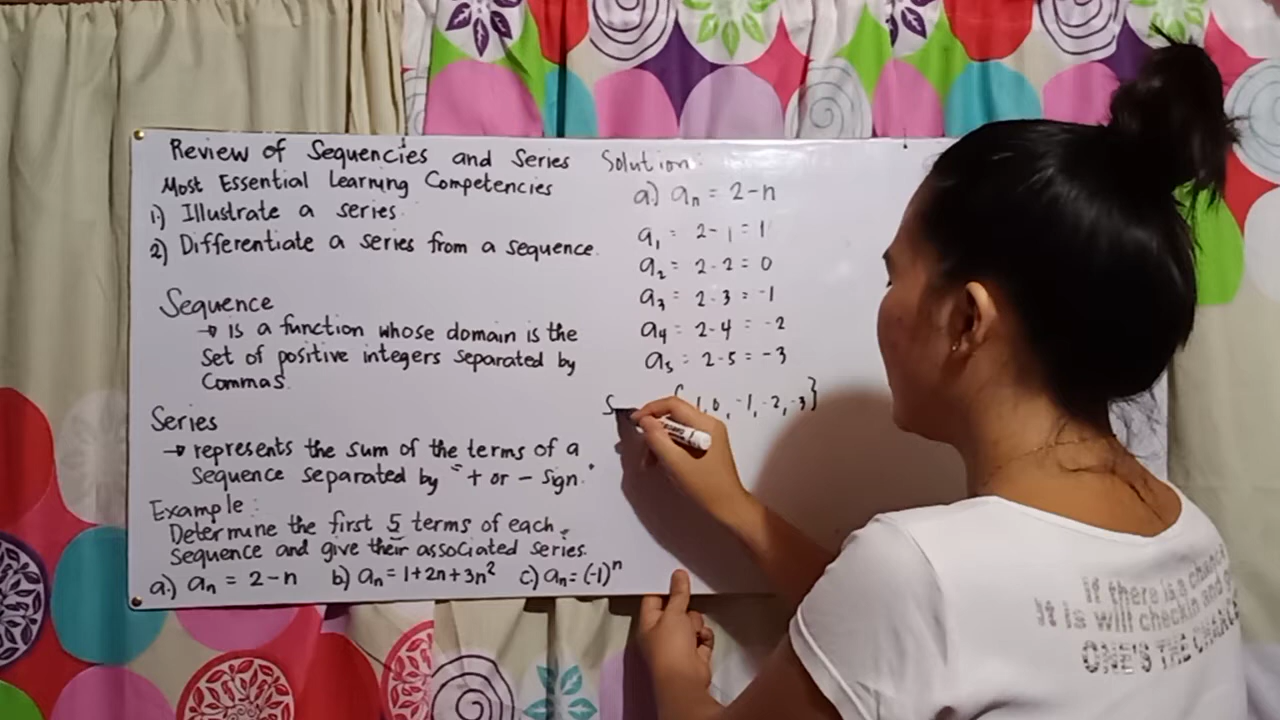 Review of Sequencies and Series
Most Essential Learning Competencies
1.) Illustrate a series.
2) Differentiate a series from a sequence.
Sequence
→ is a function whose domain is the
set of positive integers separated by
commas.
Series
→ represents the sum of the terms of a
sequence separated by "+ or - sign."
Example:
Determine the first 5 terms of each
sequence and give their associated series.
a.) aₙ = 2-n b.) aₙ = 1+2n+3n² c.) aₙ = (-1)ⁿ
Solution:
a.) aₙ = 2-n
a₁ = 2-1 = 1
a₂ = 2-2 = 0
a₃ = 2-3 = -1
a₄ = 2-4 = -2
a₅ = 2-5 = -3
{1, 0, -1, -2, -3}
If there is a
It is will checkin and
ONE'S THE